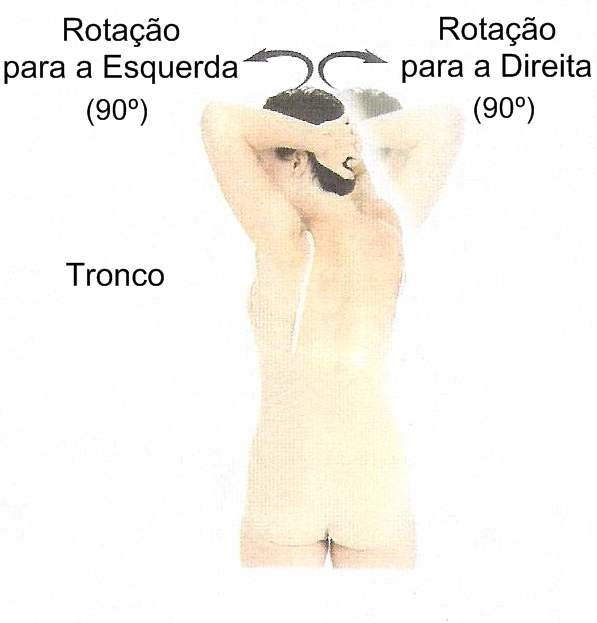 Rotação
para a Esquerda
(90º)
Rotação
para a Direita
(90º)
Tronco